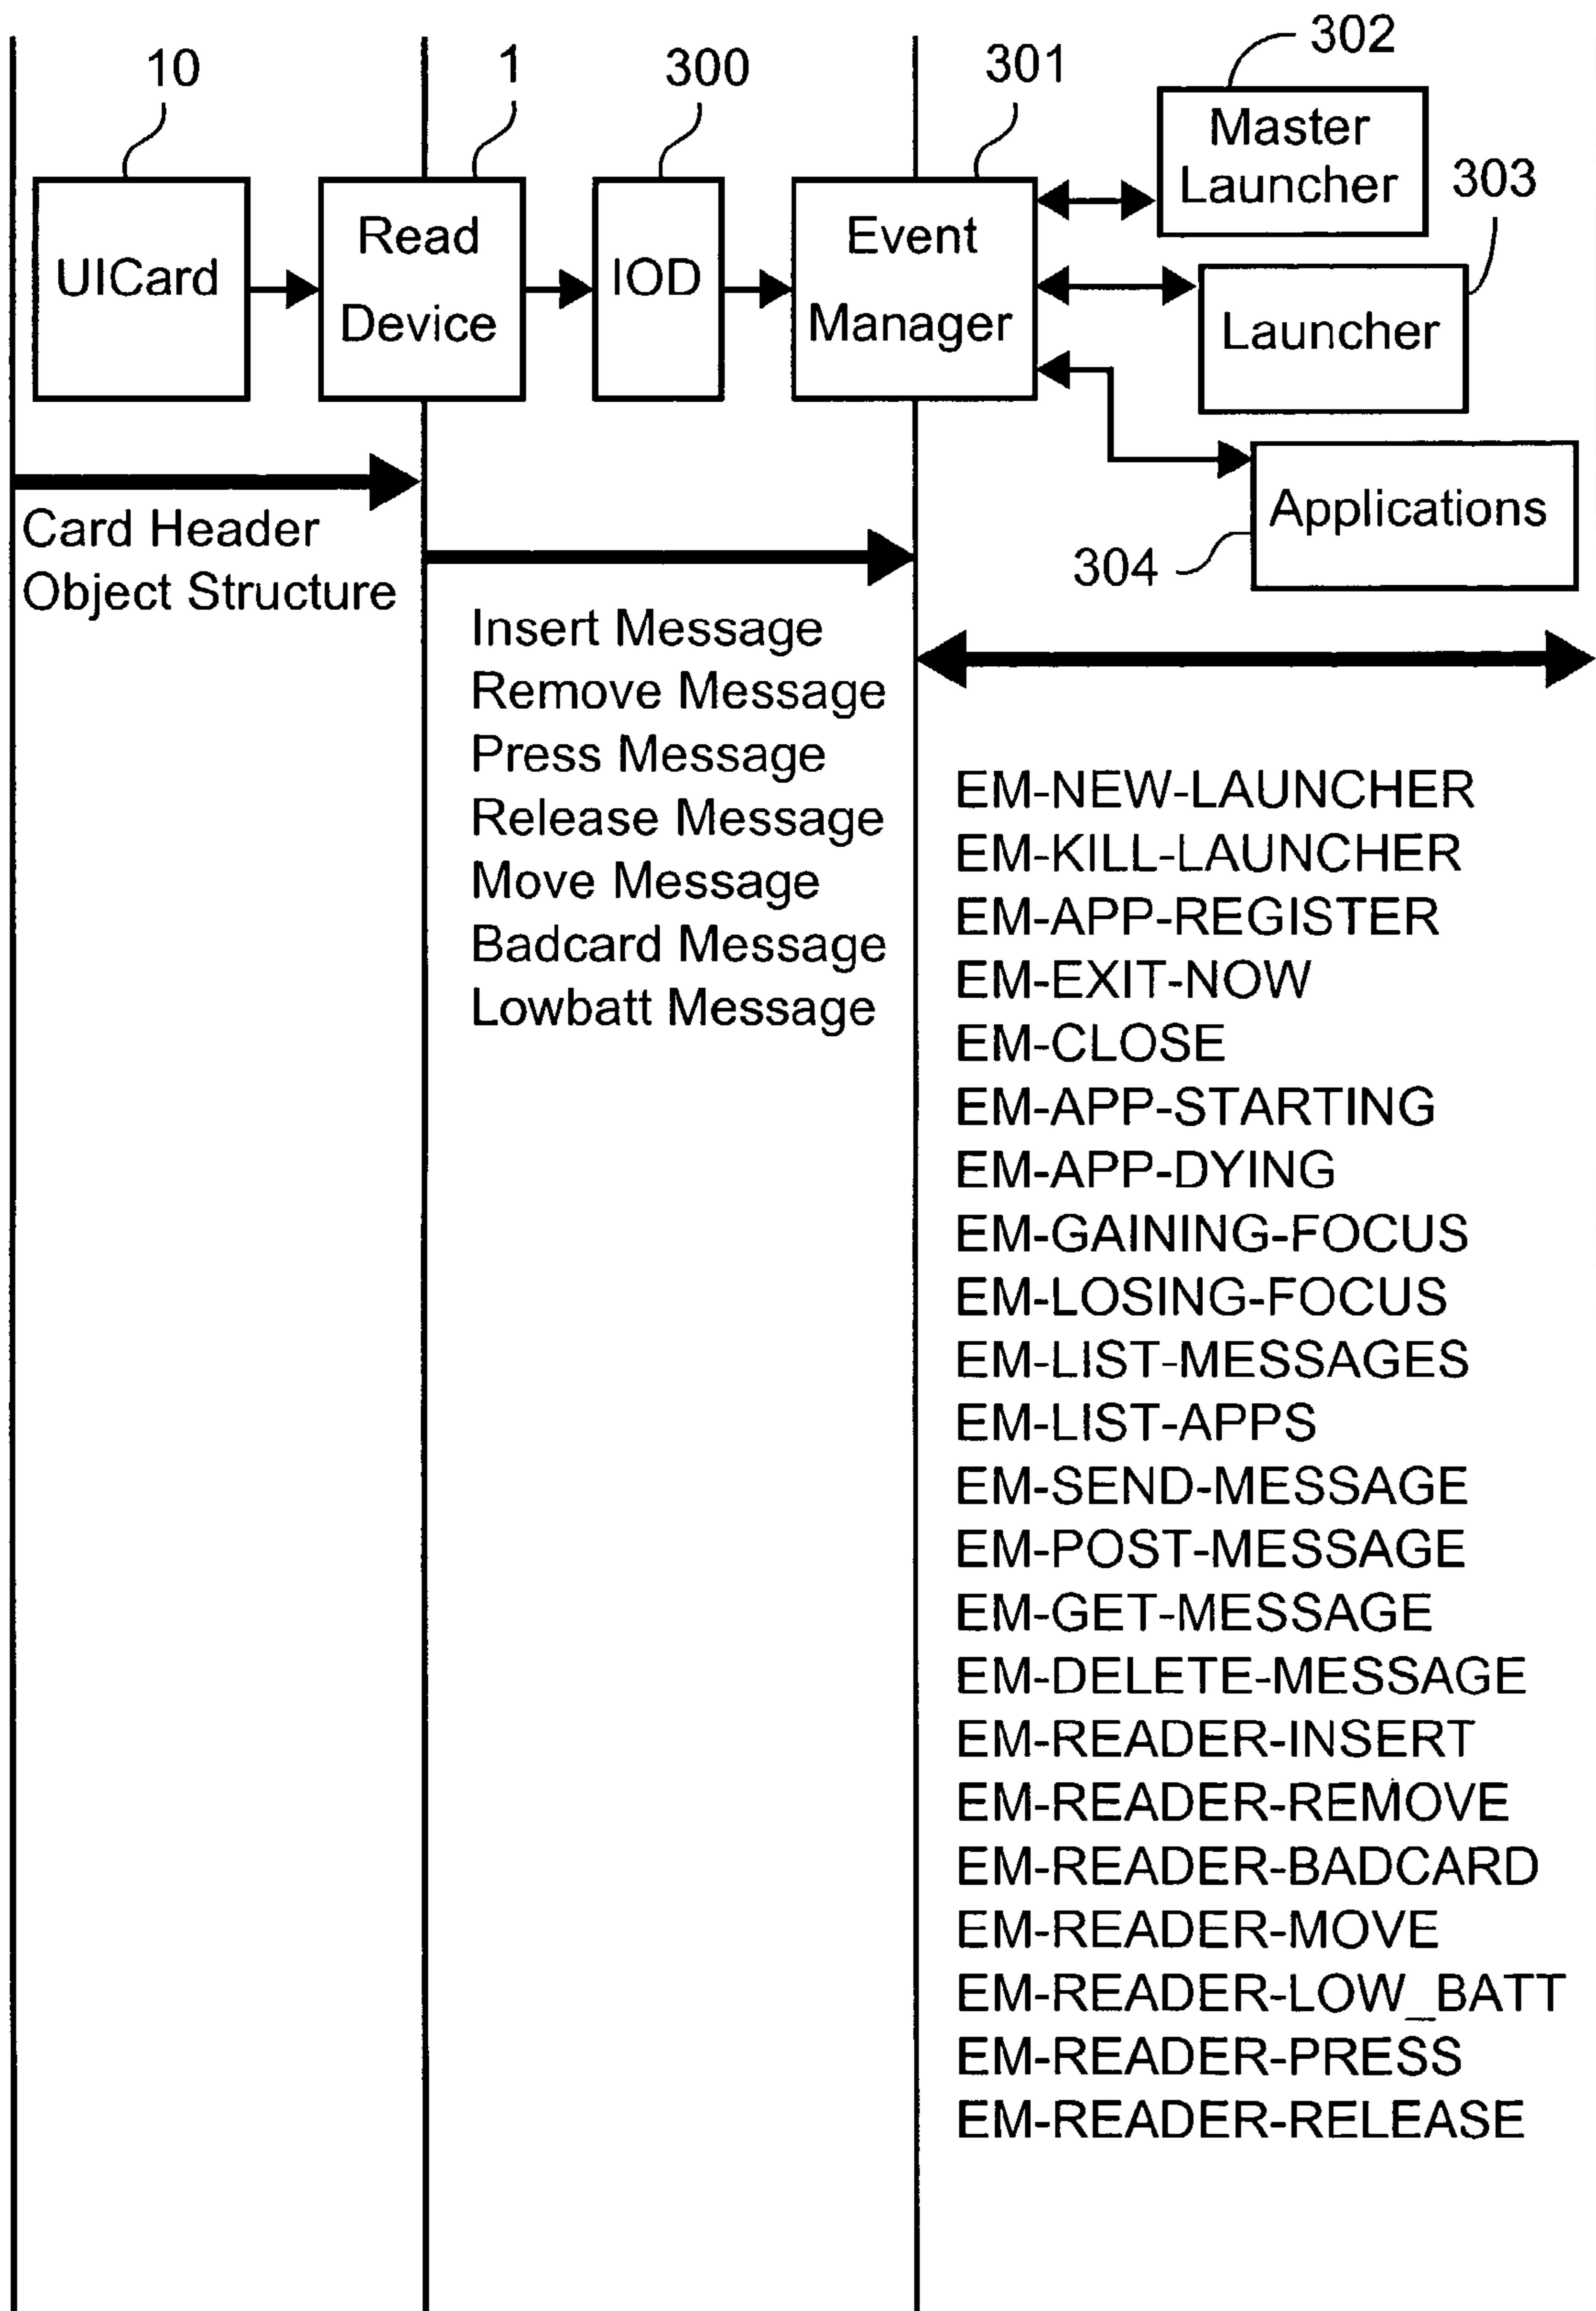 302
10
1
300
301
Master
Launcher
303
UICard
Read
Device
IOD
Event
Manager
Launcher
Applications
304
Card Header
Object Structure
Insert Message
Remove Message
Press Message
Release Message
Move Message
Badcard Message
Lowbatt Message
EM-NEW-LAUNCHER
EM-KILL-LAUNCHER
EM-APP-REGISTER
EM-EXIT-NOW
EM-CLOSE
EM-APP-STARTING
EM-APP-DYING
EM-GAINING-FOCUS
EM-LOSING-FOCUS
EM-LIST-MESSAGES
EM-LIST-APPS
EM-SEND-MESSAGE
EM-POST-MESSAGE
EM-GET-MESSAGE
EM-DELETE-MESSAGE
EM-READER-INSERT
EM-READER-REMOVE
EM-READER-BADCARD
EM-READER-MOVE
EM-READER-LOW_BATT
EM-READER-PRESS
EM-READER-RELEASE